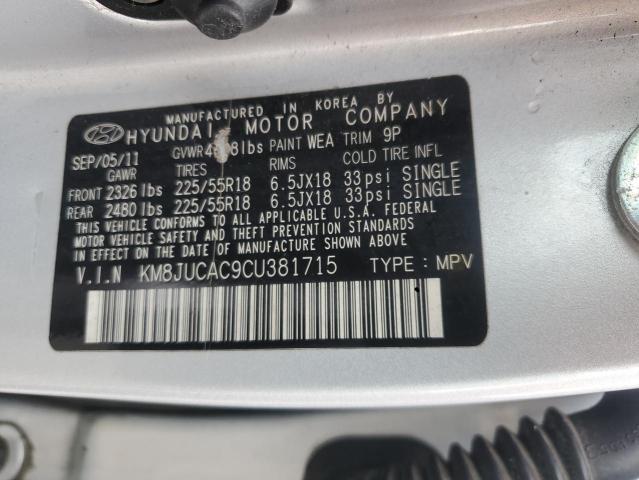 MANUFACTURED IN KOREA BY
HYUNDAI MOTOR COMPANY
SEP/05/11 GVWR lbs PAINT WEA TRIM 9P
GAWR TIRES RIMS COLD TIRE INFL
FRONT 2326 lbs 225/55R18 6.5JX18 33psi SINGLE
REAR 2480 lbs 225/55R18 6.5JX18 33psi SINGLE
THIS VEHICLE CONFORMS TO ALL APPLICABLE U.S.A. FEDERAL
MOTOR VEHICLE SAFETY AND THEFT PREVENTION STANDARDS
IN EFFECT ON THE DATE OF MANUFACTURE SHOWN ABOVE.
V.I.N KM8JUCAC9CU381715 TYPE : MPV